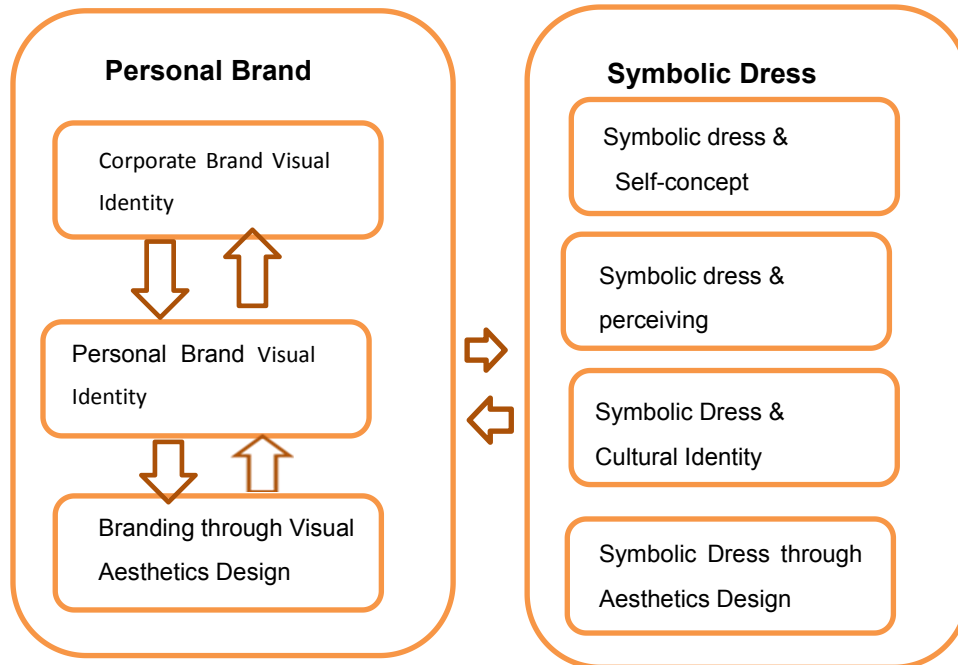 Personal Brand
Corporate Brand Visual
Identity
Personal Brand Visual
Identity
Branding through Visual
Aesthetics Design
Symbolic Dress
Symbolic dress &
Self-concept
Symbolic dress &
perceiving
Symbolic Dress &
Cultural Identity
Symbolic Dress through
Aesthetics Design